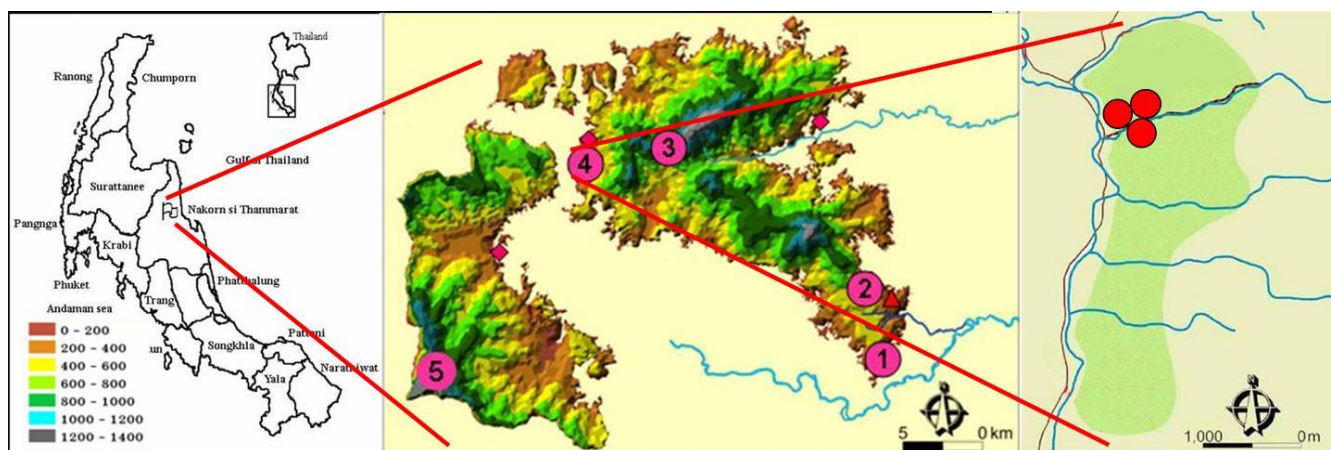 Thailand
Ranong
Chumporn
Gulf of Thailand
Surattanee
Nakorn si Thammarat
Pangnga
Krabi
Phuket
Phatthalung
Trang
Andaman sea
Songkhla
Pattani
Yala
Narathiwat
0 - 200
200 - 400
400 - 600
600 - 800
800 - 1000
1000 - 1200
1200 - 1400
3
4
2
1
5
5 0 km
1,000 0 m